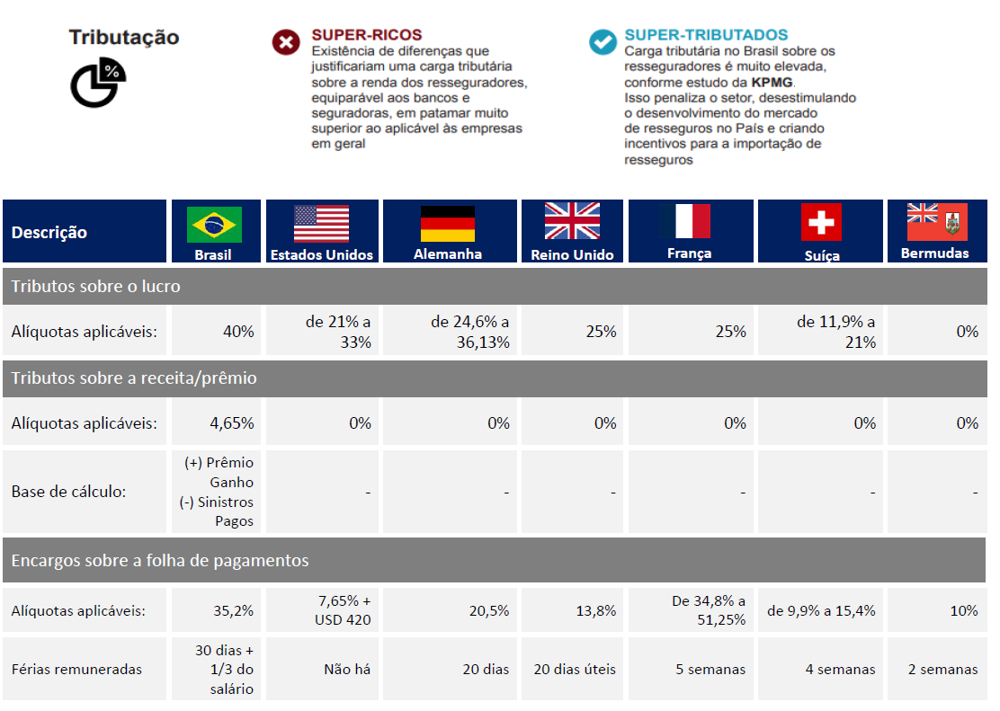 Tributação
%
SUPER-RICOS
Existência de diferenças que
justificariam uma carga tributária
sobre a renda dos resseguradores,
equiparável aos bancos e
seguradoras, em patamar muito
superior ao aplicável às empresas
em geral
SUPER-TRIBUTADOS
Carga tributária no Brasil sobre os
resseguradores é muito elevada,
conforme estudo da KPMG.
Isso penaliza o setor, desestimulando
o desenvolvimento do mercado
de resseguros no País e criando
incentivos para a importação de
resseguros
Descrição
Brasil
Estados Unidos
Alemanha
Reino Unido
França
Suíça
Bermudas
Tributos sobre o lucro
Alíquotas aplicáveis:
40%
de 21% a
33%
de 24,6% a
36,13%
25%
25%
de 11,9% a
21%
0%
Tributos sobre a receita/prêmio
Alíquotas aplicáveis:
4,65%
0%
0%
0%
0%
0%
0%
Base de cálculo:
(+) Prêmio
Ganho
(-) Sinistros
Pagos
-
-
-
-
-
-
Encargos sobre a folha de pagamentos
Alíquotas aplicáveis:
35,2%
7,65% +
USD 420
20,5%
13,8%
De 34,8% a
51,25%
de 9,9% a 15,4%
10%
Férias remuneradas
30 dias +
1/3 do
salário
Não há
20 dias
20 dias úteis
5 semanas
4 semanas
2 semanas